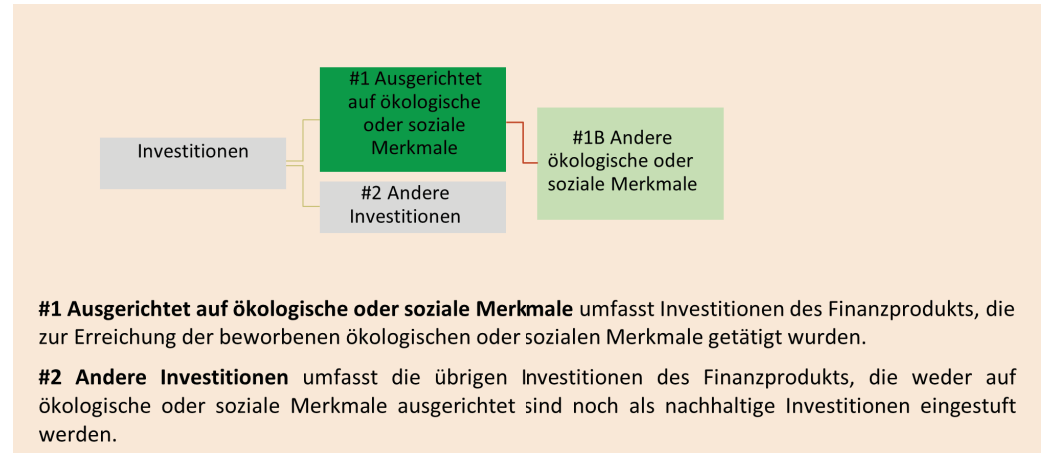 #1 Ausgerichtet
auf ökologische
oder soziale
Merkmale
#1B Andere
ökologische oder
soziale Merkmale
Investitionen
#2 Andere
Investitionen
#1 Ausgerichtet auf ökologische oder soziale Merkmale umfasst Investitionen des Finanzprodukts, die
zur Erreichung der beworbenen ökologischen oder sozialen Merkmale getätigt wurden.
#2 Andere Investitionen umfasst die übrigen Investitionen des Finanzprodukts, die weder auf
ökologische oder soziale Merkmale ausgerichtet sind noch als nachhaltige Investitionen eingestuft
werden.